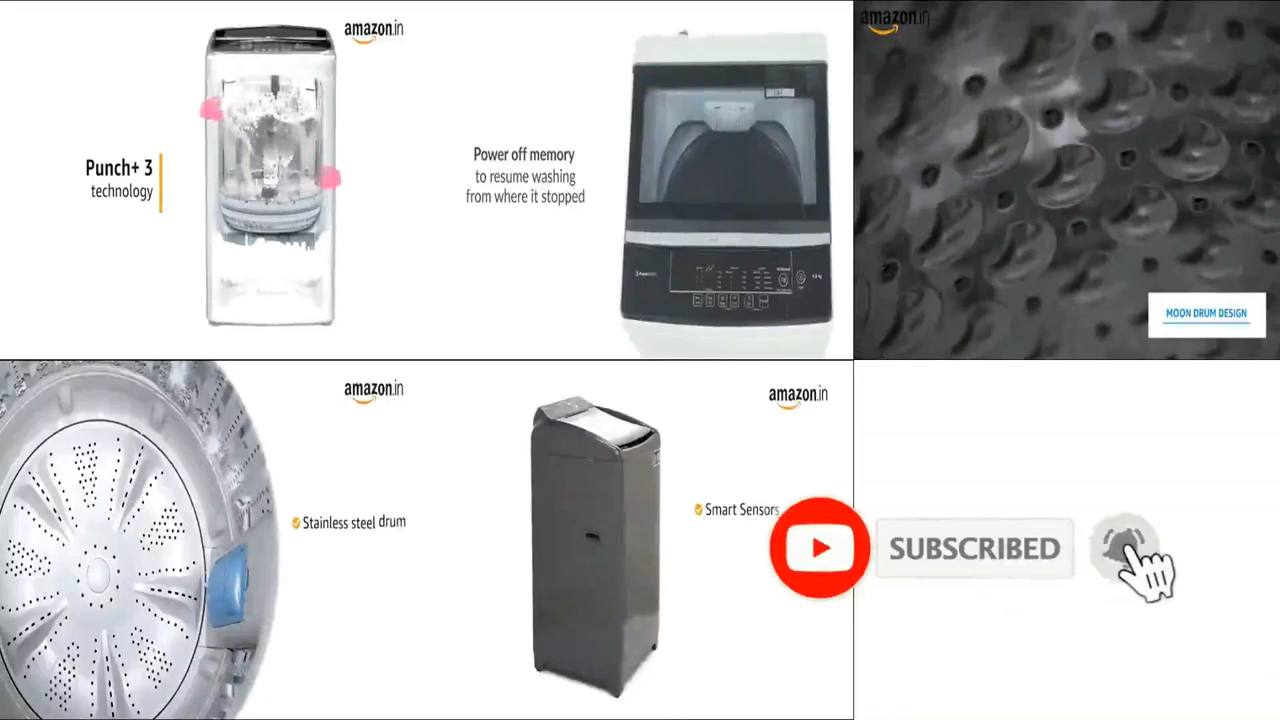 amazon.in
Punch+ 3
technology
Power off memory
to resume washing
from where it stopped
amazon.in
MOON DRUM DESIGN
amazon.in
Stainless steel drum
amazon.in
Smart Sensors
SUBSCRIBED